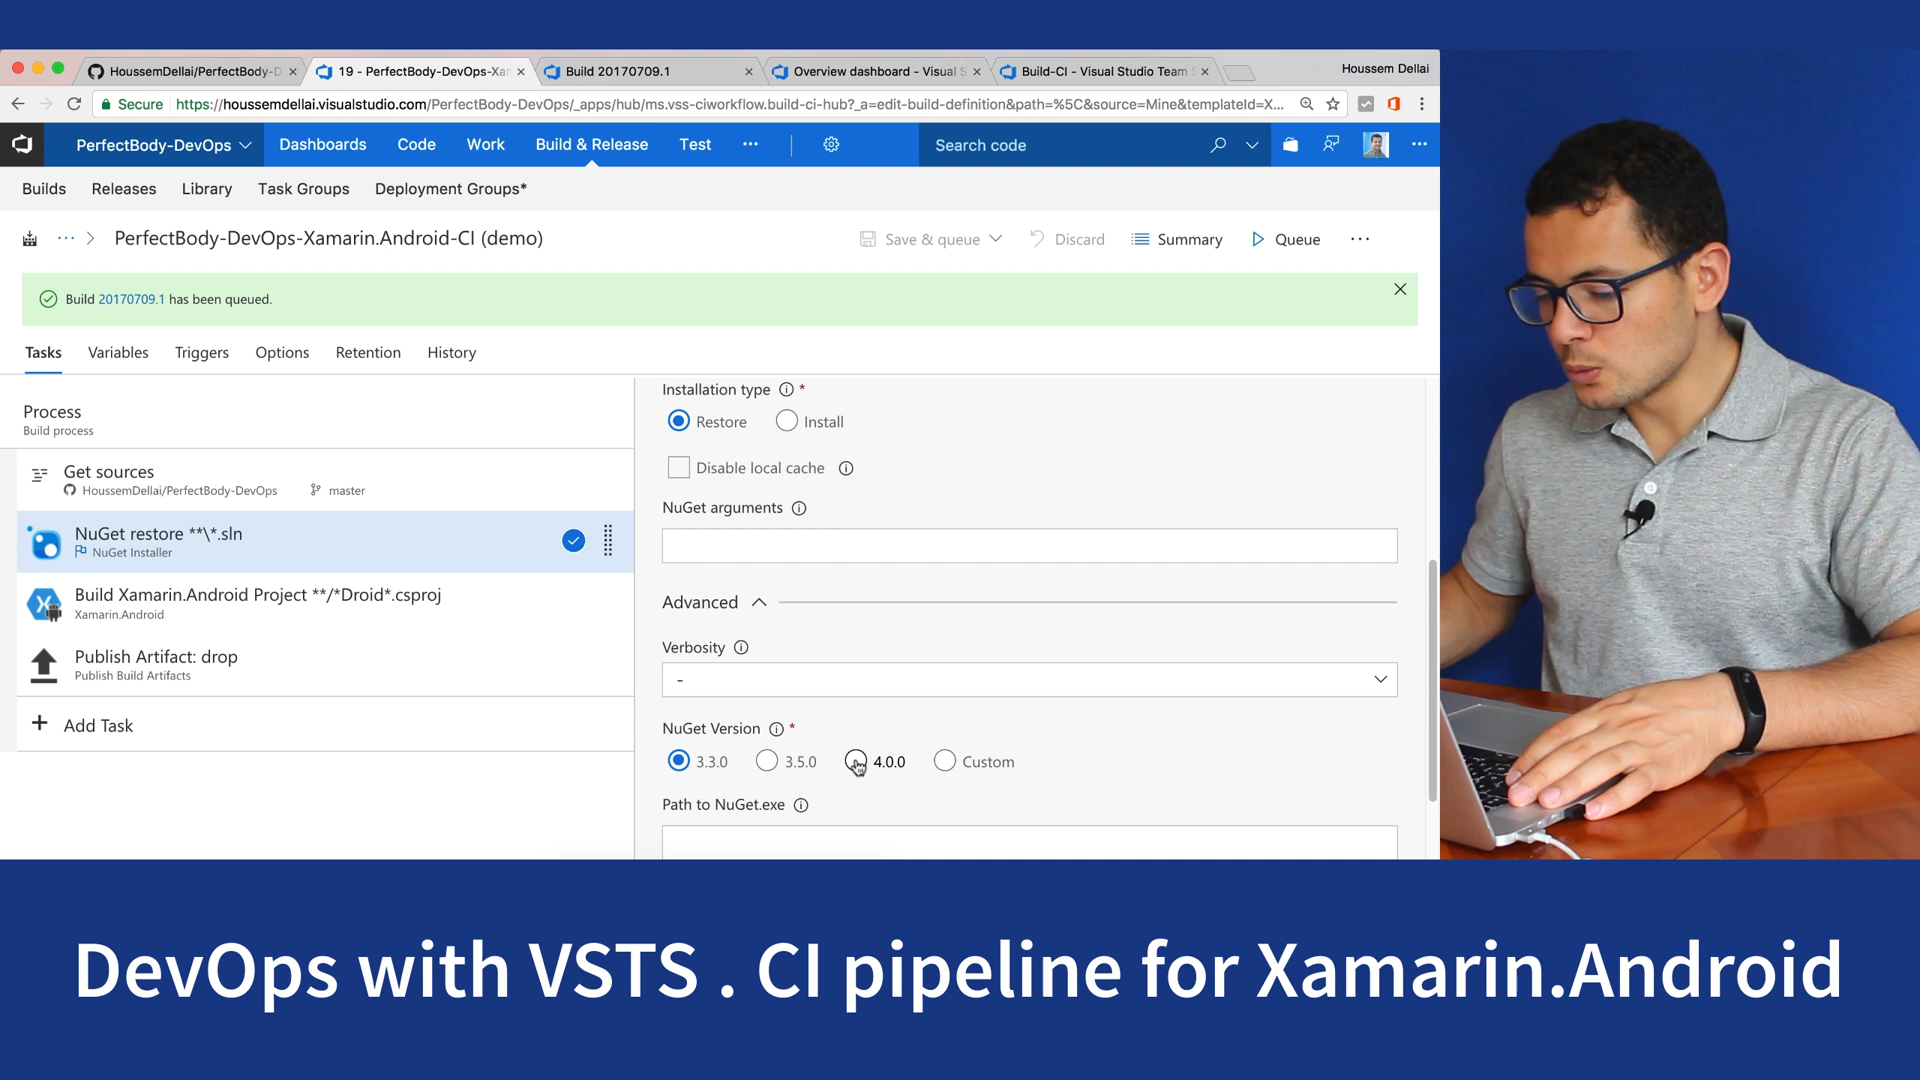 HoussemDellai/PerfectBody-D
19 - PerfectBody-DevOps-Xan
Build 20170709.1
Overview dashboard - Visual S
Build-CI - Visual Studio Team
Houssem Dellai
Secure
https://houssemdellai.visualstudio.com/PerfectBody-DevOps/_apps/hub/ms.vss-ciworkflow.build-ci-hub?_a=edit-build-definition&path=%5C&source=Mine&templateId=X...
PerfectBody-DevOps
Dashboards
Code
Work
Build & Release
Test
Search code
Builds
Releases
Library
Task Groups
Deployment Groups*
PerfectBody-DevOps-Xamarin.Android-CI (demo)
Save & queue
Discard
Summary
Queue
Build 20170709.1 has been queued.
Tasks
Variables
Triggers
Options
Retention
History
Process
Build process
Get sources
HoussemDellai/PerfectBody-DevOps
master
NuGet restore **\*.sln
NuGet Installer
Build Xamarin.Android Project **/*Droid*.csproj
Xamarin.Android
Publish Artifact: drop
Publish Build Artifacts
+ Add Task
Installation type *
Restore
Install
Disable local cache
NuGet arguments
Advanced
Verbosity
-
NuGet Version *
3.3.0
3.5.0
4.0.0
Custom
Path to NuGet.exe
DevOps with VSTS . CI pipeline for Xamarin.Android